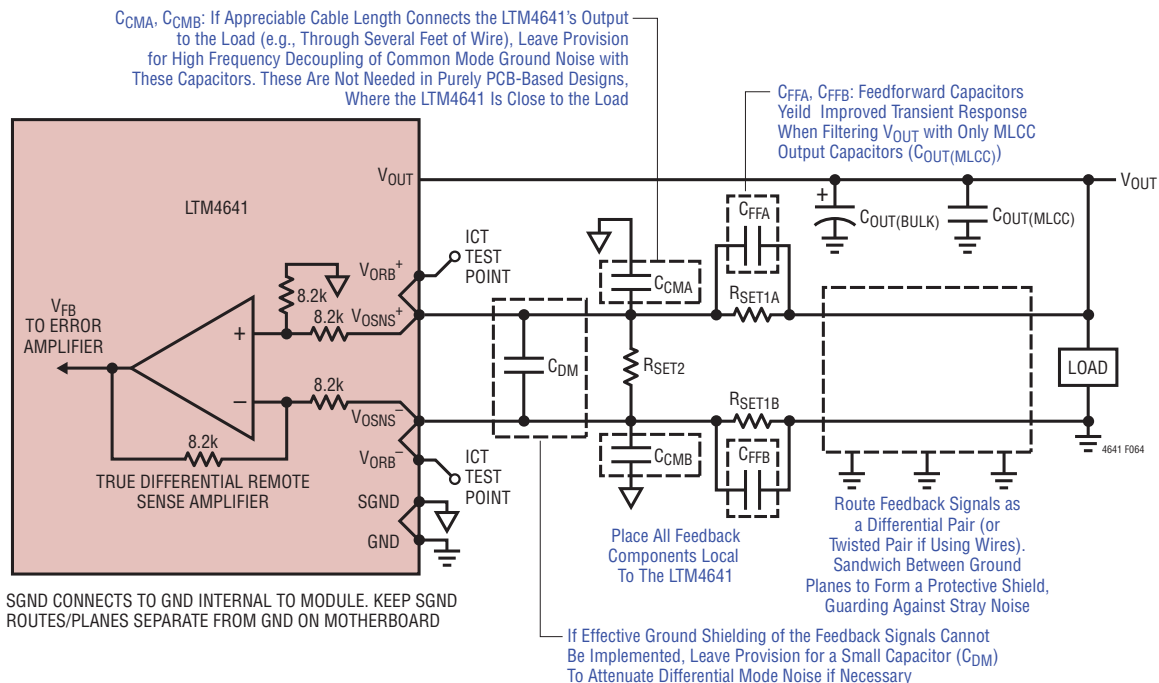 CCMA, CCMB: If Appreciable Cable Length Connects the LTM4641's Output
to the Load (e.g., Through Several Feet of Wire), Leave Provision
for High Frequency Decoupling of Common Mode Ground Noise with
These Capacitors. These Are Not Needed in Purely PCB-Based Designs,
Where the LTM4641 Is Close to the Load
CFFA, CFFB: Feedforward Capacitors
Yeild Improved Transient Response
When Filtering VOUT with Only MLCC
Output Capacitors (COUT(MLCC))
LTM4641
VOUT
VOUT
+
COUT(BULK)
COUT(MLCC)
CFFA
ICT
TEST
POINT
VORB+
8.2k
CCMA
RSET1A
VFB
TO ERROR
AMPLIFIER
+
8.2k
VOSNS+
CDM
RSET2
LOAD
–
8.2k
VOSNS–
RSET1B
8.2k
VORB–
ICT
TEST
POINT
CCMB
CFFB
4641 F064
TRUE DIFFERENTIAL REMOTE
SENSE AMPLIFIER
SGND
GND
Place All Feedback
Components Local
To The LTM4641
Route Feedback Signals as
a Differential Pair (or
Twisted Pair if Using Wires).
Sandwich Between Ground
Planes to Form a Protective Shield,
Guarding Against Stray Noise
SGND CONNECTS TO GND INTERNAL TO MODULE. KEEP SGND
ROUTES/PLANES SEPARATE FROM GND ON MOTHERBOARD
If Effective Ground Shielding of the Feedback Signals Cannot
Be Implemented, Leave Provision for a Small Capacitor (CDM)
To Attenuate Differential Mode Noise if Necessary